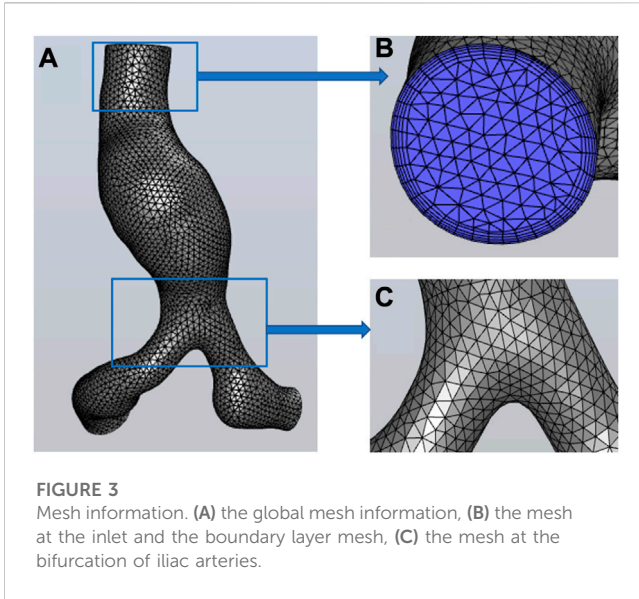 A
B
C
FIGURE 3
Mesh information. (A) the global mesh information, (B) the mesh
at the inlet and the boundary layer mesh, (C) the mesh at the
bifurcation of iliac arteries.